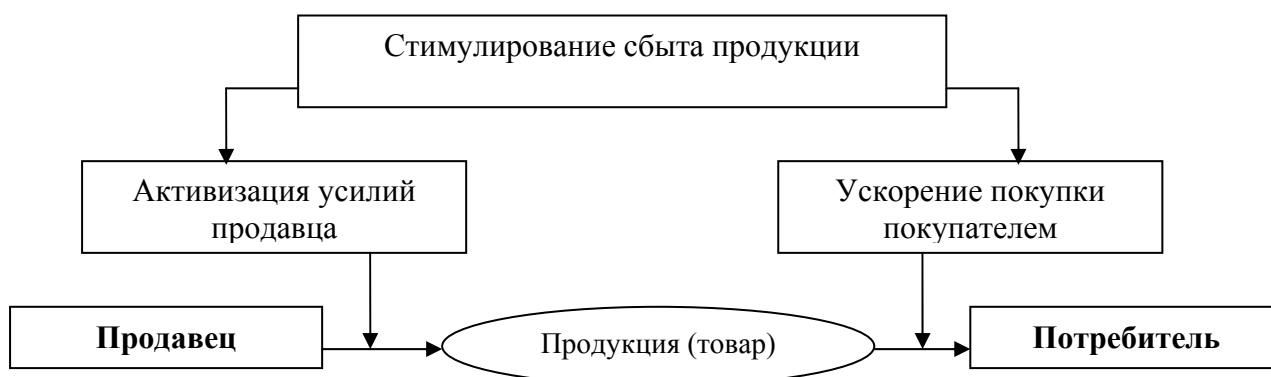 Стимулирование сбыта продукции
Активизация усилий
продавца
Ускорение покупки
покупателем
Продавец
Продукция (товар)
Потребитель